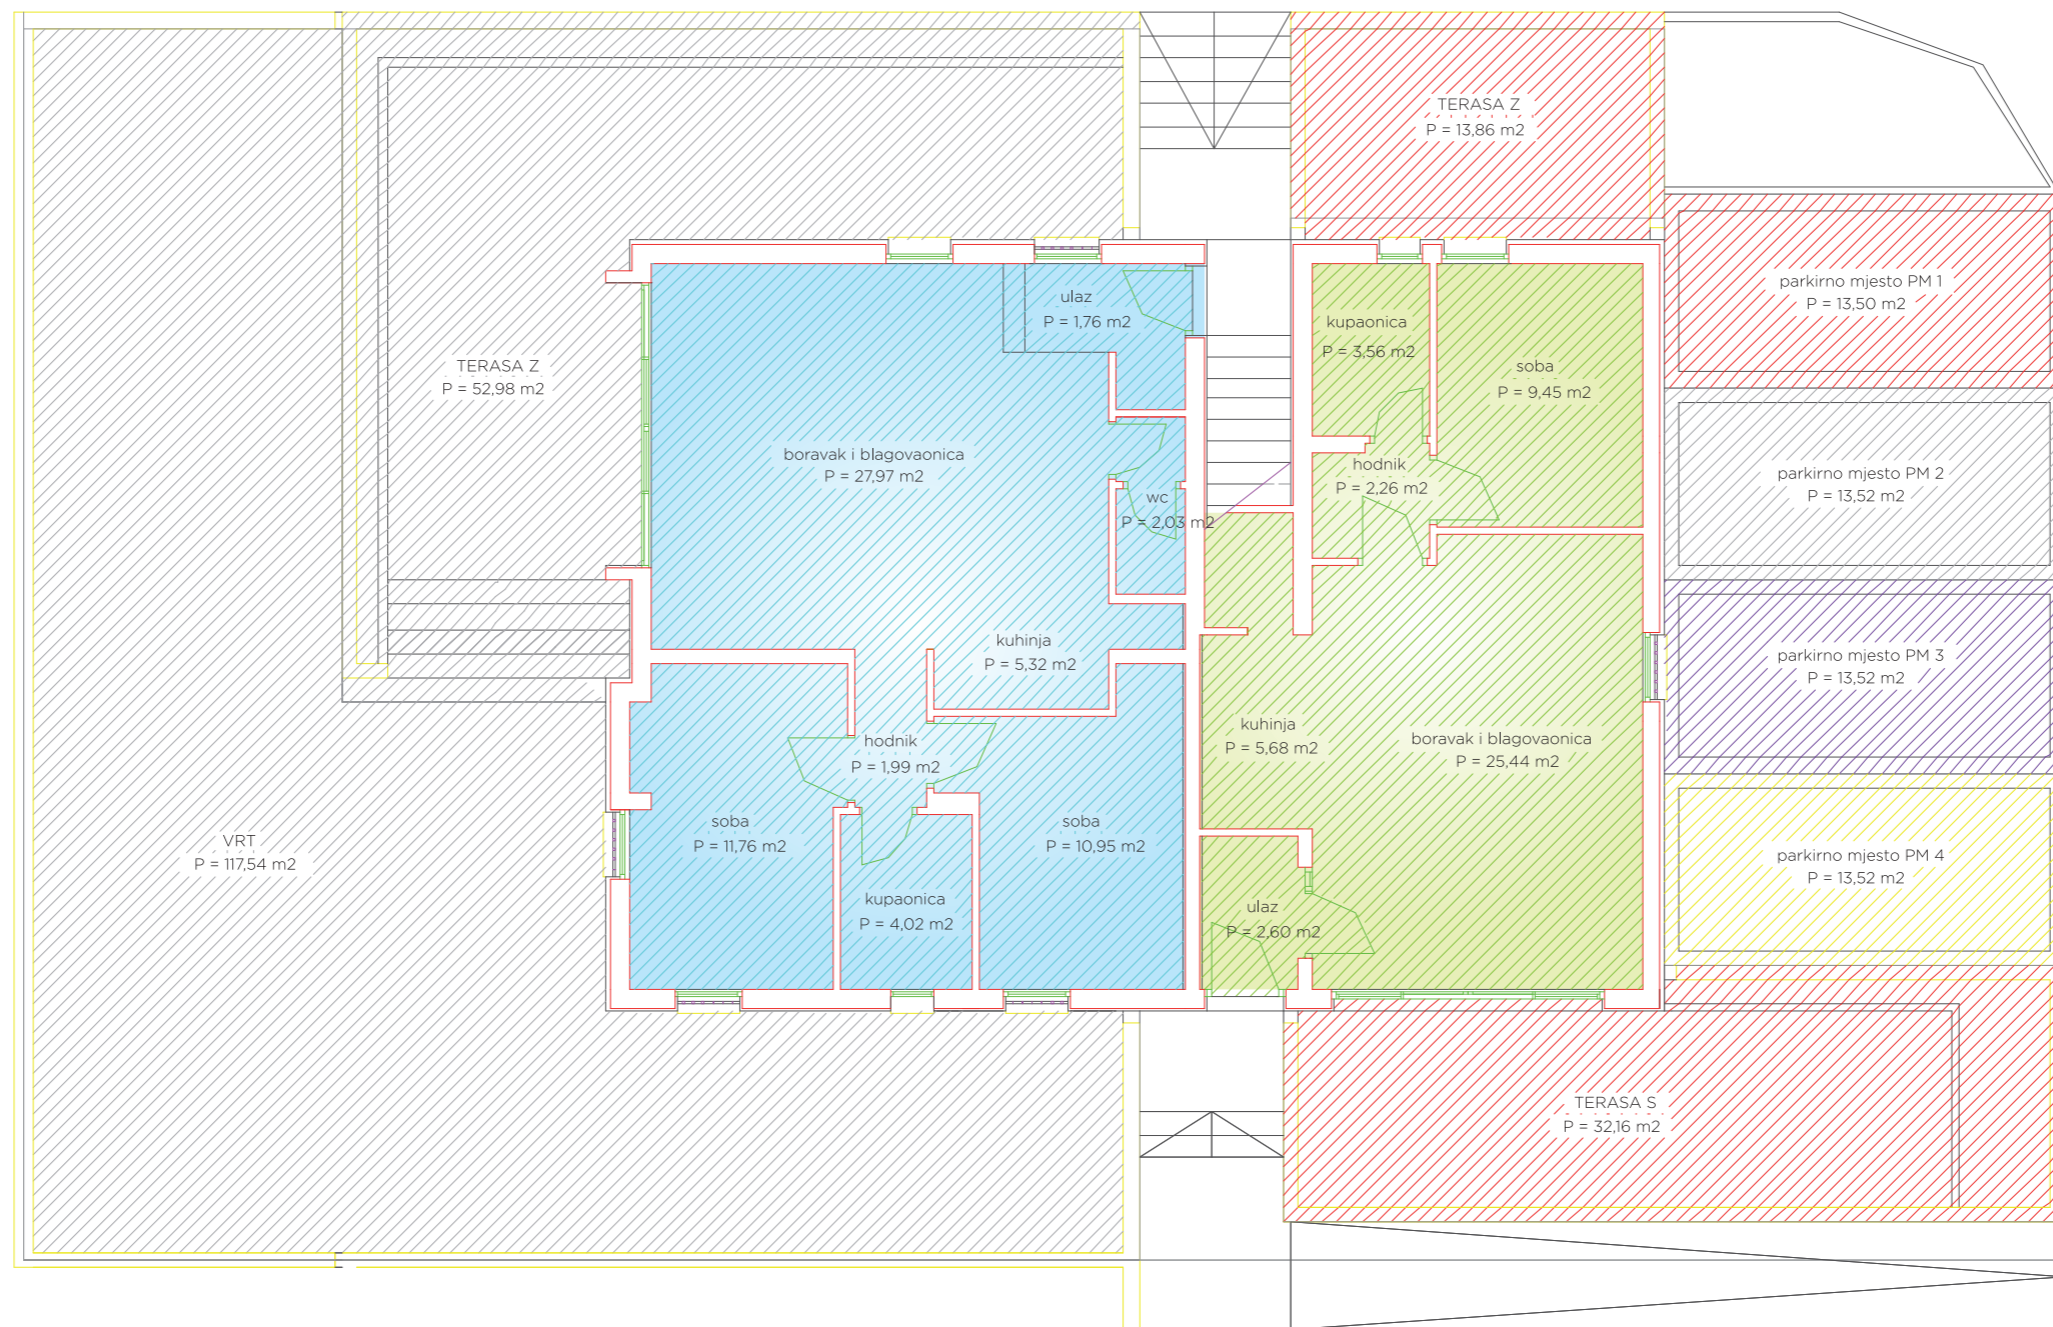 TERASA Z
P = 13,86 m2
parkirno mjesto PM 1
P = 13,50 m2
ulaz
P = 1,76 m2
kupaonica
P = 3,56 m2
soba
P = 9,45 m2
TERASA Z
P = 52,98 m2
boravak i blagovaonica
P = 27,97 m2
hodnik
P = 2,26 m2
parkirno mjesto PM 2
P = 13,52 m2
wc
P = 2,03 m2
kuhinja
P = 5,32 m2
parkirno mjesto PM 3
P = 13,52 m2
hodnik
P = 1,99 m2
kuhinja
P = 5,68 m2
boravak i blagovaonica
P = 25,44 m2
VRT
P = 117,54 m2
soba
P = 11,76 m2
soba
P = 10,95 m2
parkirno mjesto PM 4
P = 13,52 m2
kupaonica
P = 4,02 m2
ulaz
P = 2,60 m2
TERASA S
P = 32,16 m2